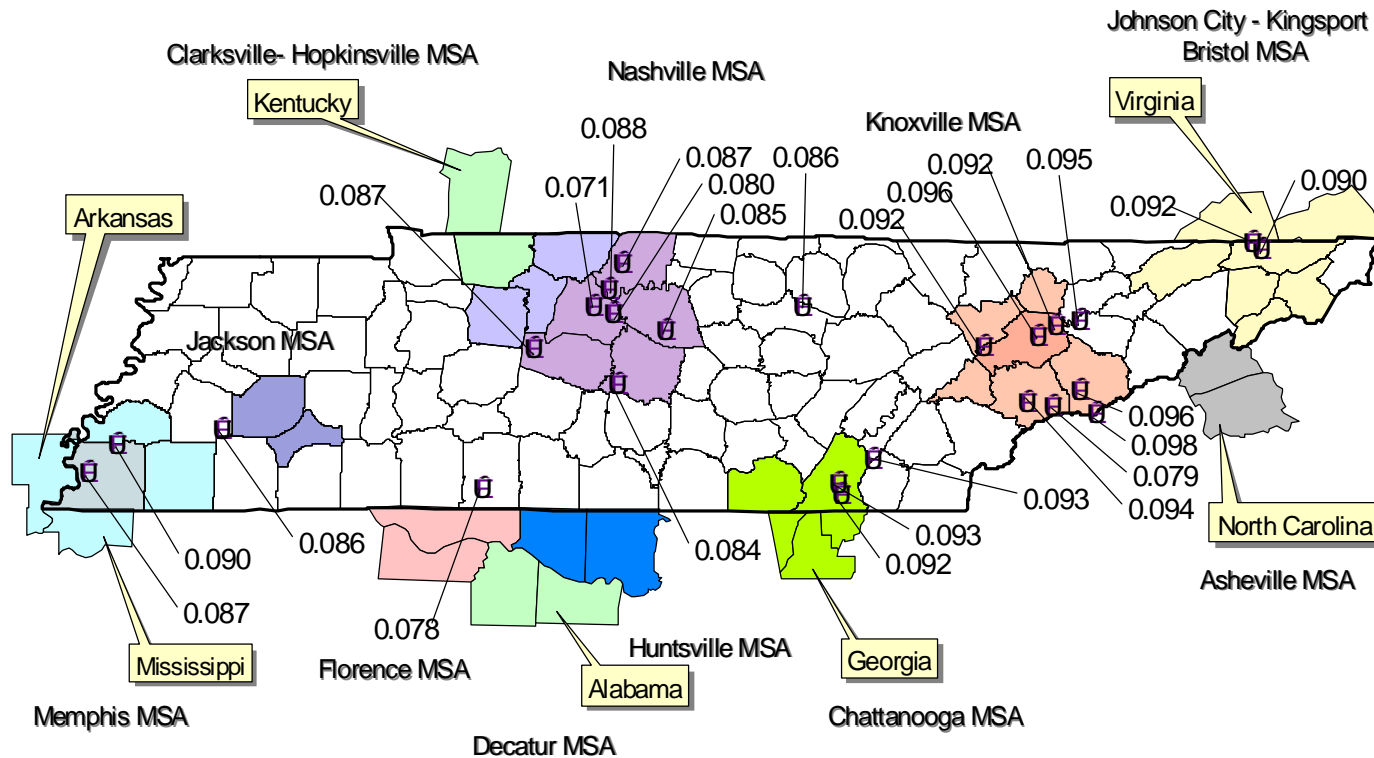 Johnson City - Kingsport
Bristol MSA
Clarksville- Hopkinsville MSA
Nashville MSA
Kentucky
Virginia
Knoxville MSA
0.088
0.087
0.086
0.092
0.095
0.090
0.071
0.080
0.087
0.096
0.092
0.085
0.092
Arkansas
Jackson MSA
0.096
0.098
0.079
0.093
0.094
North Carolina
0.093
0.086
0.084
0.090
0.092
Asheville MSA
0.087
0.078
Huntsville MSA
Georgia
Mississippi
Florence MSA
Alabama
Memphis MSA
Chattanooga MSA
Decatur MSA